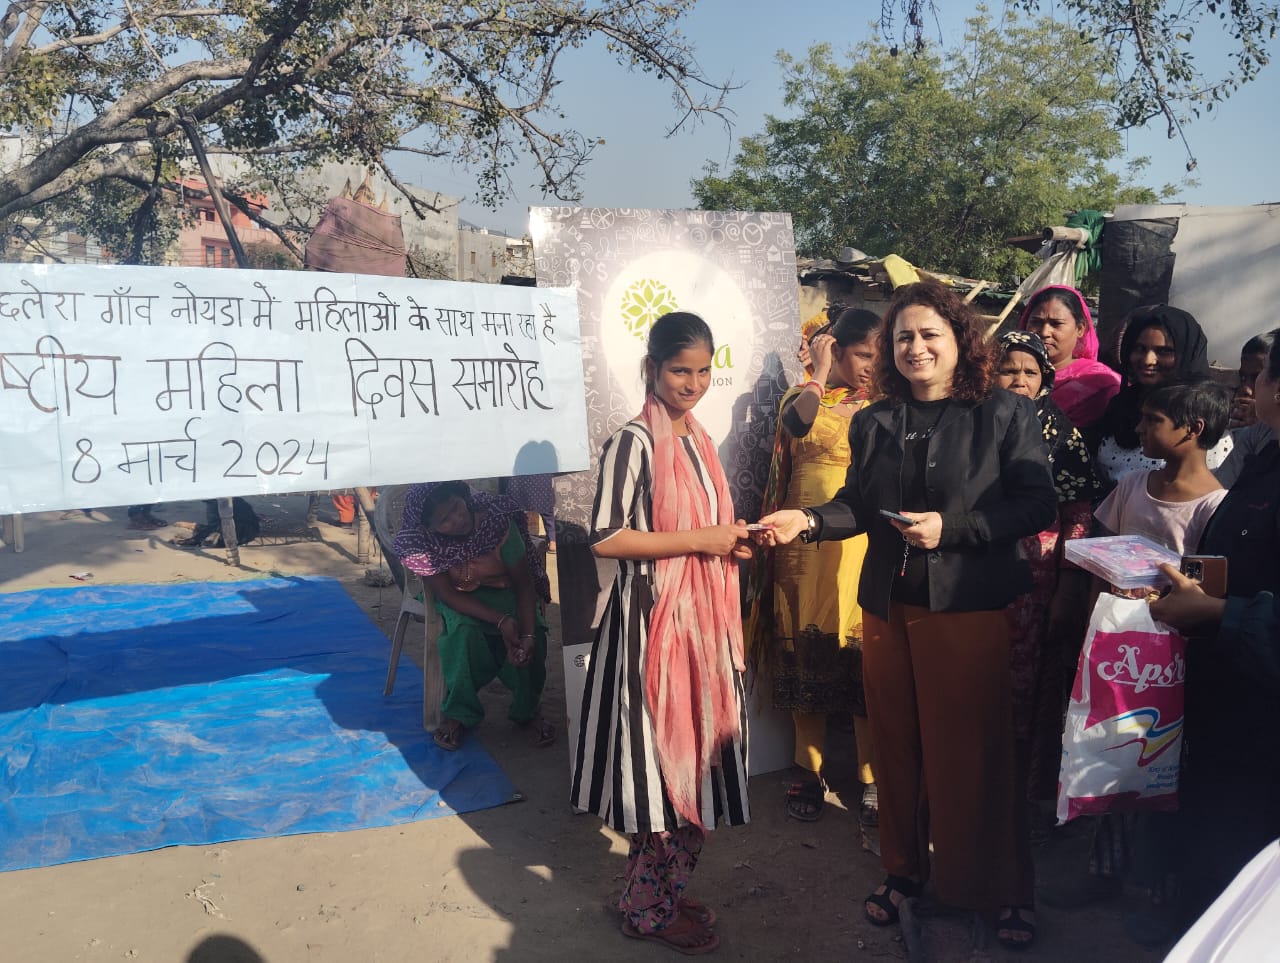 छलेरा गाँव नोयडा में महिलाओं के साथ मना रहा है
ष्ट्रीय महिला दिवस समारोह
8 मार्च 2024
a
ION
Apsr